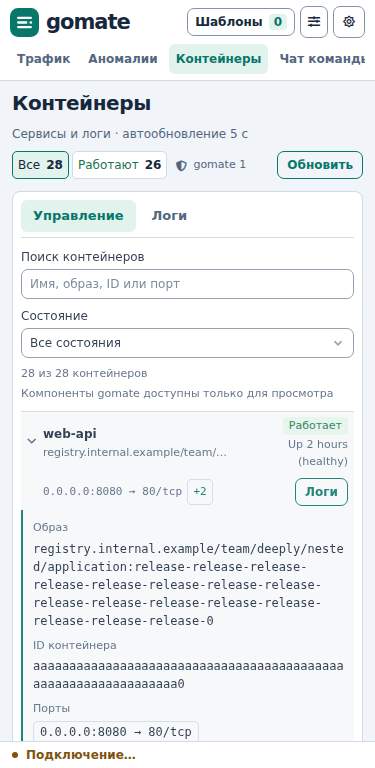 gomate
Шаблоны 0
Трафик Аномалии Контейнеры Чат команды
Контейнеры
Сервисы и логи · автообновление 5 с
Все 28 Работают 26 gomate 1 Обновить
Управление Логи
Поиск контейнеров
Имя, образ, ID или порт
Состояние
Все состояния
28 из 28 контейнеров
Компоненты gomate доступны только для просмотра
web-api
registry.internal.example/team/...
Работает
Up 2 hours
(healthy)
0.0.0.0:8080 → 80/tcp +2 Логи
Образ
registry.internal.example/team/deeply/neste
d/application:release-release-release-
release-release-release-release-release-
release-release-release-release-release-
release-release-release-0
ID контейнера
aaaaaaaaaaaaaaaaaaaaaaaaaaaaaaaaaaaaaaaaaaa
aaaaaaaaaaaaaaaaaaaa0
Порты
0.0.0.0:8080 → 80/tcp
Подключение…